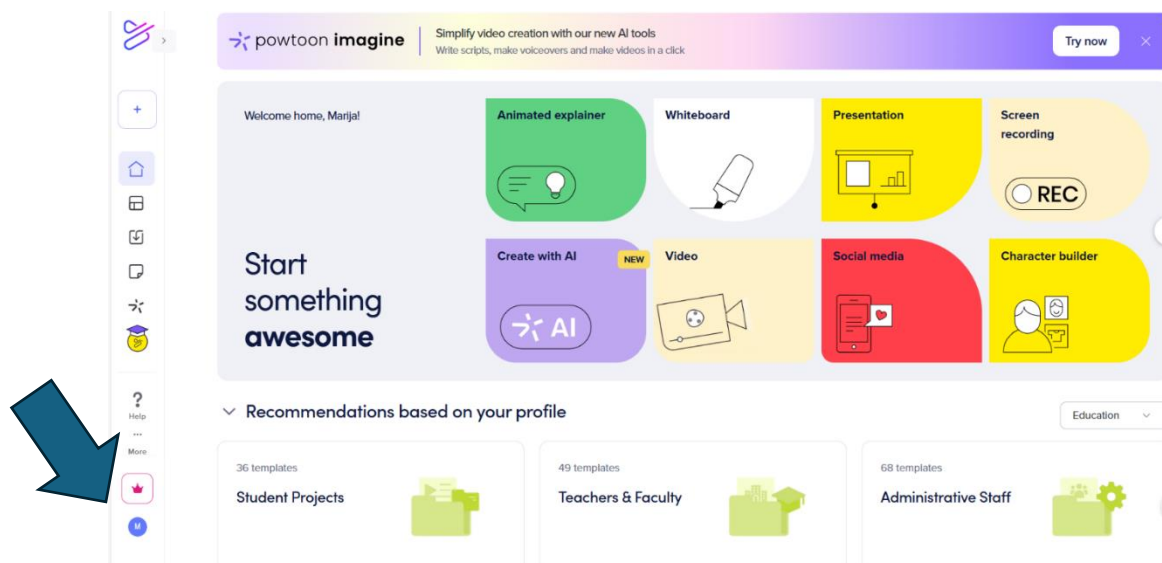 powtoon imagine
Simplify video creation with our new AI tools
Write scripts, make voiceovers and make videos in a click
Try now
Welcome home, Marija!
Start
something
awesome
Animated explainer
Whiteboard
Presentation
Screen
recording
REC
Create with AI
NEW
AI
Video
Social media
Character builder
?
Help
...
More
M
Recommendations based on your profile
Education
36 templates
Student Projects
49 templates
Teachers & Faculty
68 templates
Administrative Staff